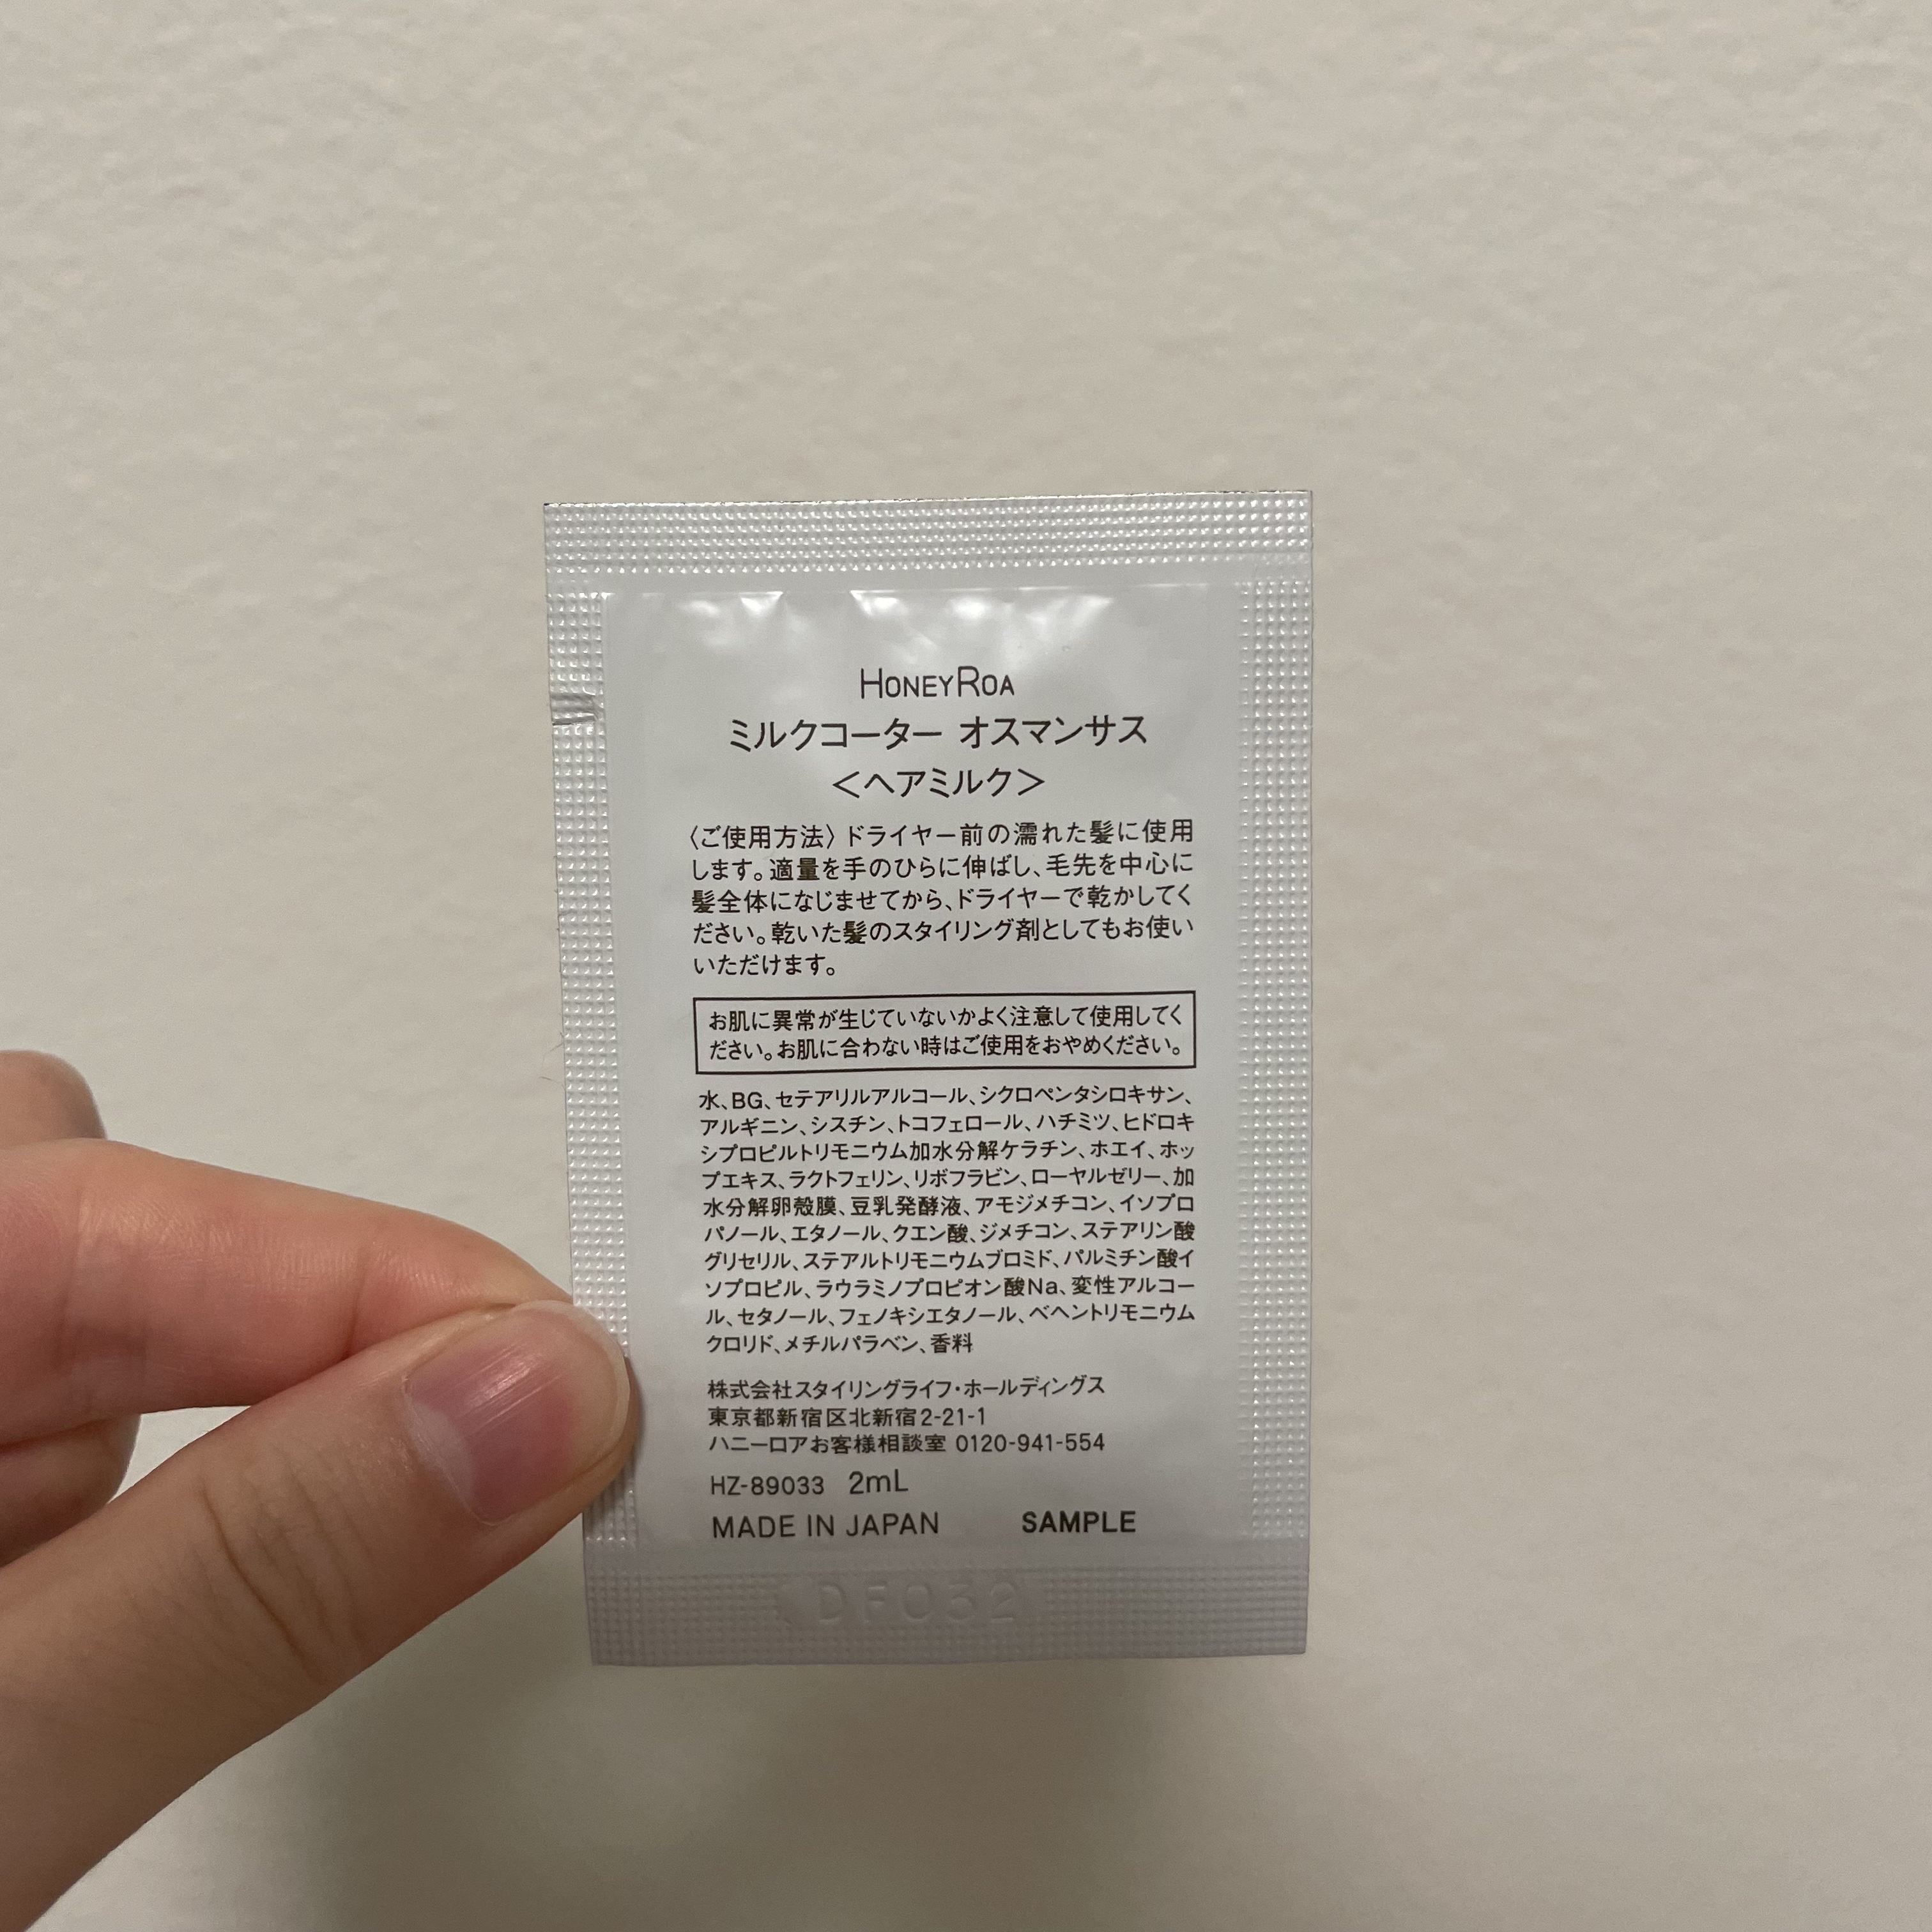 HONEYROA
ミルクコーター オスマンサス
＜ヘアミルク＞
〈ご使用方法〉ドライヤー前の濡れた髪に使用
します。適量を手のひらに伸ばし、毛先を中心に
髪全体になじませてから、ドライヤーで乾かしてく
ださい。乾いた髪のスタイリング剤としてもお使い
いただけます。
お肌に異常が生じていないかよく注意して使用してく
ださい。お肌に合わない時はご使用をおやめください。
水、BG、セテアリルアルコール、シクロペンタシロキサン、
アルギニン、シスチン、トコフェロール、ハチミツ、ヒドロキ
シプロピルトリモニウム加水分解ケラチン、ホエイ、ホッ
プエキス、ラクトフェリン、リボフラビン、ローヤルゼリー、加
水分解卵殻膜、豆乳発酵液、アモジメチコン、イソプロ
パノール、エタノール、クエン酸、ジメチコン、ステアリン酸
グリセリル、ステアルトリモニウムブロミド、パルミチン酸イ
ソプロピル、ラウラミノプロピオン酸Na、変性アルコー
ル、セタノール、フェノキシエタノール、ベヘントリモニウム
クロリド、メチルパラベン、香料
株式会社スタイリングライフ・ホールディングス
東京都新宿区北新宿2-21-1
ハニーロアお客様相談室 0120-941-554
HZ-89033 2mL
MADE IN JAPAN SAMPLE
DF032